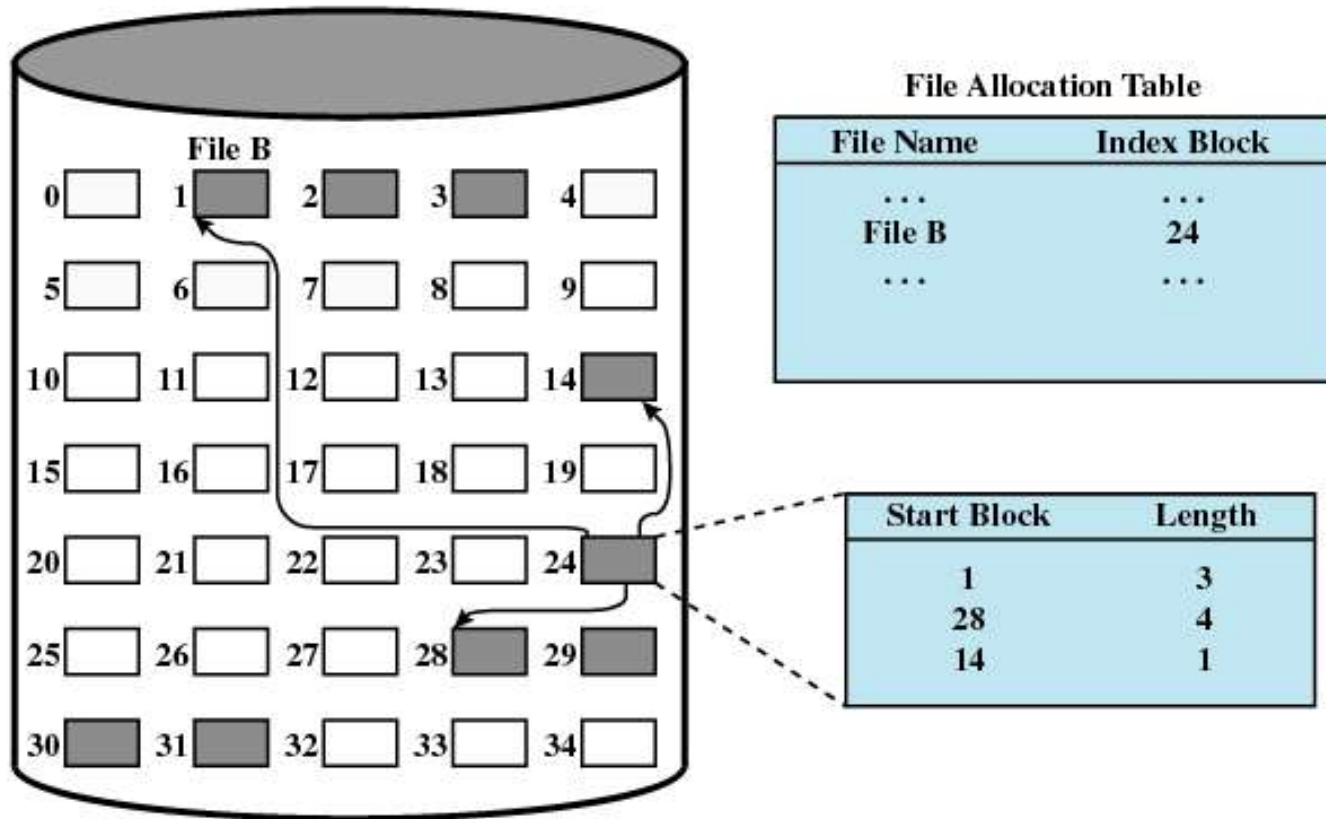 File B
0 1 2 3 4
5 6 7 8 9
10 11 12 13 14
15 16 17 18 19
20 21 22 23 24
25 26 27 28 29
30 31 32 33 34
File Allocation Table
File Name Index Block
... ...
File B 24
... ...
Start Block Length
1 3
28 4
14 1